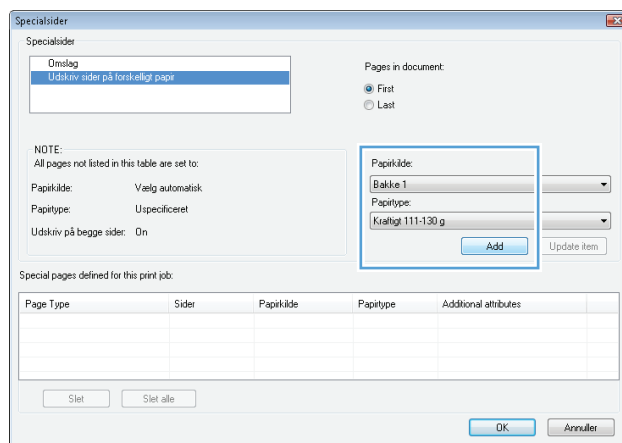 Specialsider
Specialsider
Omslag
Udskriv sider på forskelligt papir
Pages in document:
First
Last
NOTE:
All pages not listed in this table are set to:
Papirkilde: Vælg automatisk
Papirtype: Uspecificeret
Udskriv på begge sider: On
Papirkilde:
Bakke 1
Papirtype:
Kraftigt 111-130 g
Add Update item
Special pages defined for this print job:
Page Type Sider Papirkilde Papirtype Additional attributes
Slet Slet alle
OK Annuller